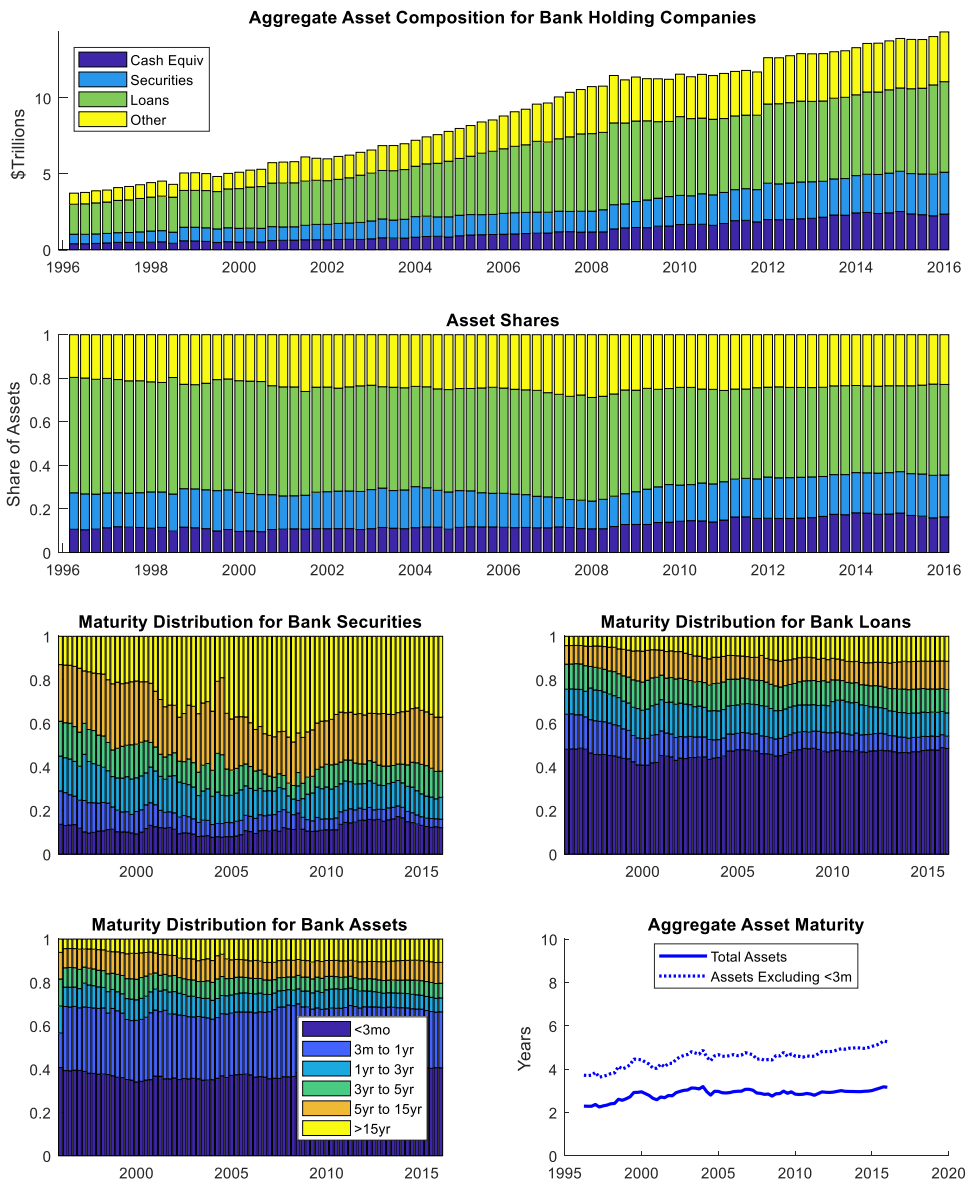 Aggregate Asset Composition for Bank Holding Companies
Cash Equiv
Securities
Loans
Other
$Trillions
10
5
0
1996 1998 2000 2002 2004 2006 2008 2010 2012 2014 2016
Asset Shares
Share of Assets
1
0.8
0.6
0.4
0.2
0
1996 1998 2000 2002 2004 2006 2008 2010 2012 2014 2016
Maturity Distribution for Bank Securities
1
0.8
0.6
0.4
0.2
0
2000 2005 2010 2015
Maturity Distribution for Bank Loans
1
0.8
0.6
0.4
0.2
0
2000 2005 2010 2015
Maturity Distribution for Bank Assets
1
0.8
0.6
0.4
0.2
0
<3mo
3m to 1yr
1yr to 3yr
3yr to 5yr
5yr to 15yr
>15yr
2000 2005 2010 2015
Aggregate Asset Maturity
Total Assets
Assets Excluding <3m
Years
10
8
6
4
2
0
1995 2000 2005 2010 2015 2020